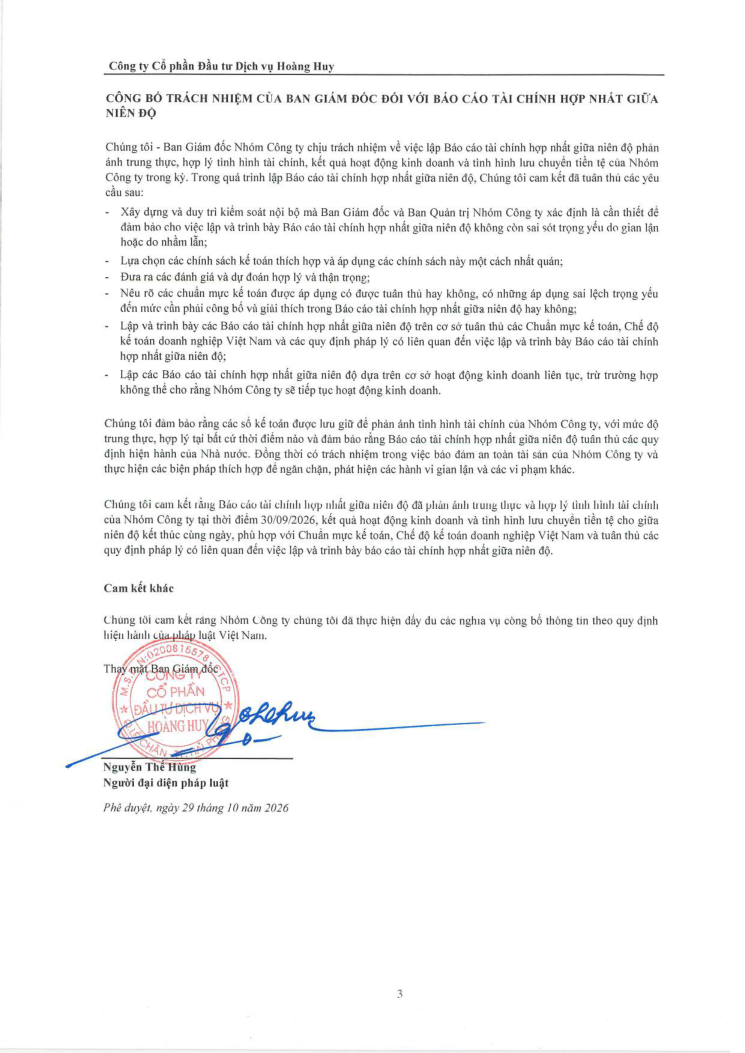 Công ty Cổ phần Đầu tư Dịch vụ Hoàng Huy
CÔNG BỐ TRÁCH NHIỆM CỦA BAN GIÁM ĐỐC ĐỐI VỚI BÁO CÁO TÀI CHÍNH HỢP NHẤT GIỮA
NIÊN ĐỘ
Chúng tôi - Ban Giám đốc Nhóm Công ty chịu trách nhiệm về việc lập Báo cáo tài chính hợp nhất giữa niên độ phản
ánh trung thực, hợp lý tình hình tài chính, kết quả hoạt động kinh doanh và tình hình lưu chuyển tiền tệ của Nhóm
Công ty trong kỳ. Trong quá trình lập Báo cáo tài chính hợp nhất giữa niên độ, Chúng tôi cam kết đã tuân thủ các yêu
cầu sau:
- Xây dựng và duy trì kiểm soát nội bộ mà Ban Giám đốc và Ban Quản trị Nhóm Công ty xác định là cần thiết để
đảm bảo cho việc lập và trình bày Báo cáo tài chính hợp nhất giữa niên độ không còn sai sót trọng yếu do gian lận
hoặc do nhầm lẫn;
- Lựa chọn các chính sách kế toán thích hợp và áp dụng các chính sách này một cách nhất quán;
- Đưa ra các đánh giá và dự đoán hợp lý và thận trọng;
- Nêu rõ các chuẩn mực kế toán được áp dụng có được tuân thủ hay không, có những áp dụng sai lệch trọng yếu
đến mức cần phải công bố và giải thích trong Báo cáo tài chính hợp nhất giữa niên độ hay không;
- Lập và trình bày các Báo cáo tài chính hợp nhất giữa niên độ trên cơ sở tuân thủ các Chuẩn mực kế toán, Chế độ
kế toán doanh nghiệp Việt Nam và các quy định pháp lý có liên quan đến việc lập và trình bày Báo cáo tài chính
hợp nhất giữa niên độ;
- Lập các Báo cáo tài chính hợp nhất giữa niên độ dựa trên cơ sở hoạt động kinh doanh liên tục, trừ trường hợp
không thể cho rằng Nhóm Công ty sẽ tiếp tục hoạt động kinh doanh.
Chúng tôi đảm bảo rằng các sổ kế toán được lưu giữ để phản ánh tình hình tài chính của Nhóm Công ty, với mức độ
trung thực, hợp lý tại bất cứ thời điểm nào và đảm bảo rằng Báo cáo tài chính hợp nhất giữa niên độ tuân thủ các quy
định hiện hành của Nhà nước. Đồng thời có trách nhiệm trong việc bảo đảm an toàn tài sản của Nhóm Công ty và
thực hiện các biện pháp thích hợp để ngăn chặn, phát hiện các hành vi gian lận và các vi phạm khác.
Chúng tôi cam kết rằng Báo cáo tài chính hợp nhất giữa niên độ đã phản ánh trung thực và hợp lý tình hình tài chính
của Nhóm Công ty tại thời điểm 30/09/2026, kết quả hoạt động kinh doanh và tình hình lưu chuyển tiền tệ cho giữa
niên độ kết thúc cùng ngày, phù hợp với Chuẩn mực kế toán, Chế độ kế toán doanh nghiệp Việt Nam và tuân thủ các
quy định pháp lý có liên quan đến việc lập và trình bày báo cáo tài chính hợp nhất giữa niên độ.
Cam kết khác
Chúng tôi cam kết rằng Nhóm Công ty chúng tôi đã thực hiện đầy đủ các nghĩa vụ công bố thông tin theo quy định
hiện hành của pháp luật Việt Nam.
Thay mặt Ban Giám đốc
CÔNG TY
CỔ PHẦN
ĐẦU TƯ DỊCH VỤ
HOÀNG HUY
Nguyễn Thế Hùng
Người đại diện pháp luật
Phê duyệt, ngày 29 tháng 10 năm 2026
3